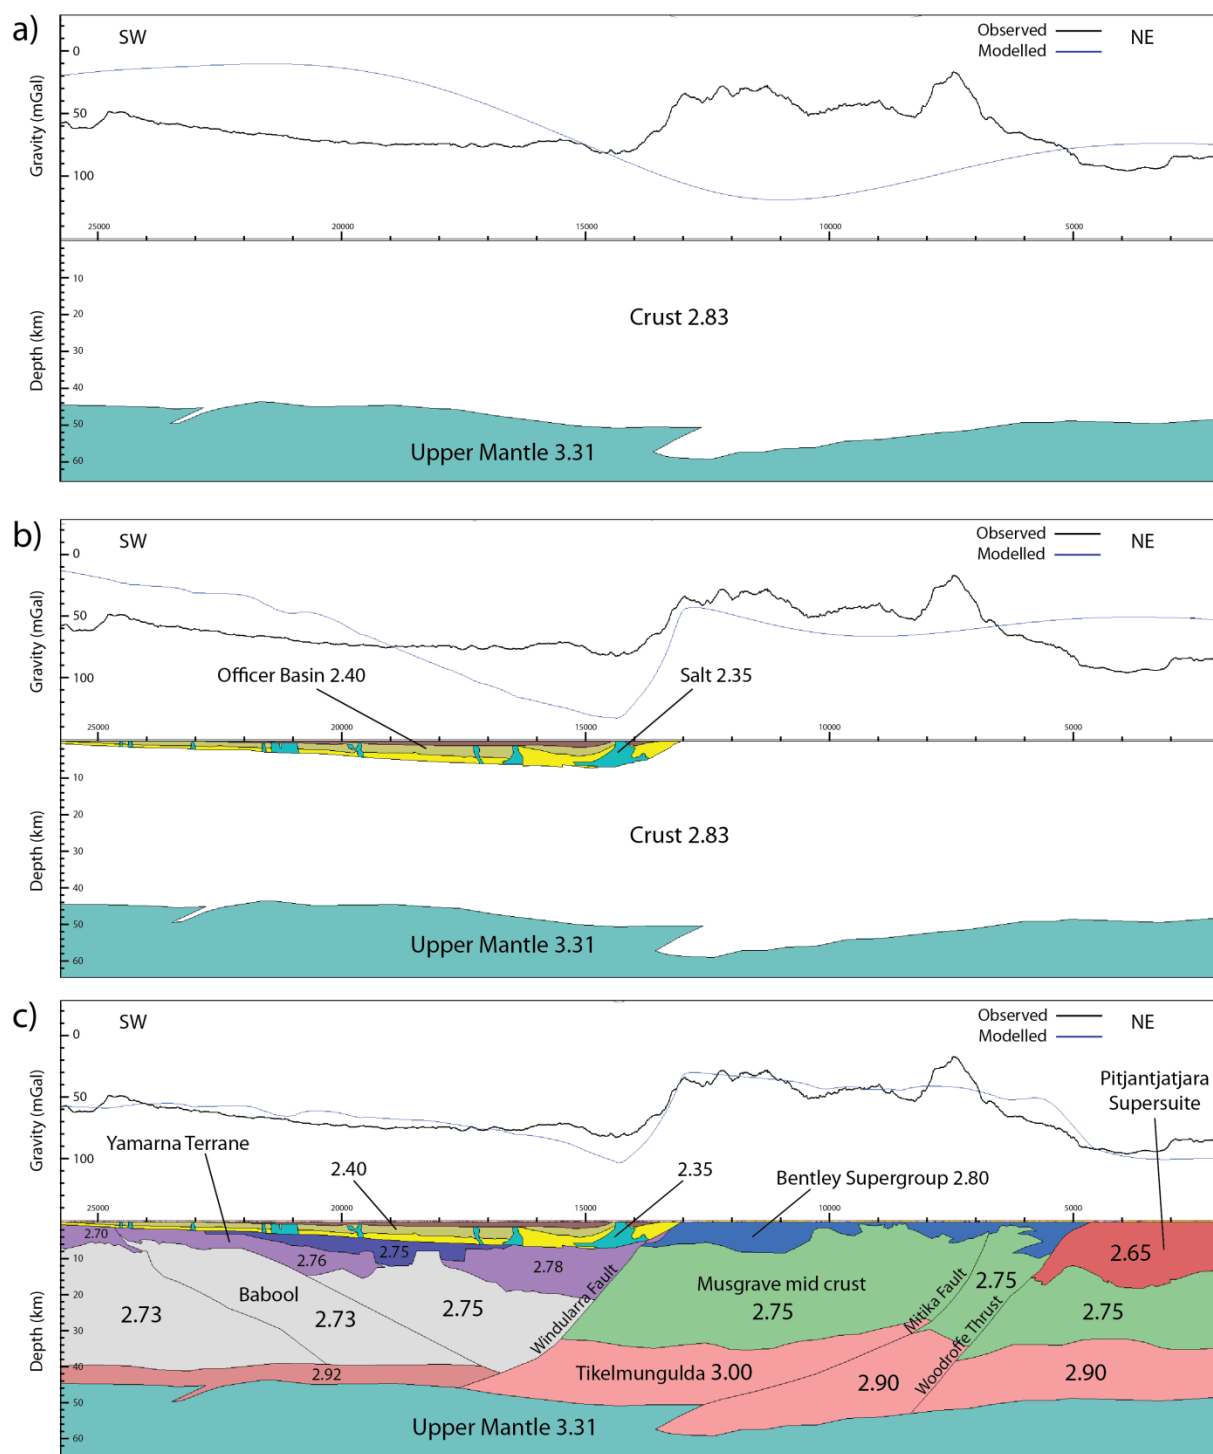 a)
SW
Observed
Modelled
NE
Gravity (mGal)
0
50
100
25000
20000
15000
10000
5000
Depth (km)
10
20
30
40
50
60
Crust 2.83
Upper Mantle 3.31
b)
SW
Observed
Modelled
NE
Gravity (mGal)
0
50
100
Officer Basin 2.40
Salt 2.35
25000
20000
15000
10000
5000
Depth (km)
10
20
30
40
50
60
Crust 2.83
Upper Mantle 3.31
c)
SW
Observed
Modelled
NE
Gravity (mGal)
0
50
100
Pitjantjatjara
Supersuite
Yamarna Terrane
2.40
2.35
Bentley Supergroup 2.80
25000
20000
15000
10000
5000
Depth (km)
10
20
30
40
50
60
2.70
2.76
2.75
2.78
2.65
Babool
2.73
2.73
2.75
Windularra Fault
Musgrave mid crust
2.75
Mitika Fault
2.75
Woodroffe Thrust
2.75
2.92
Tikelmungulda 3.00
2.90
2.90
Upper Mantle 3.31